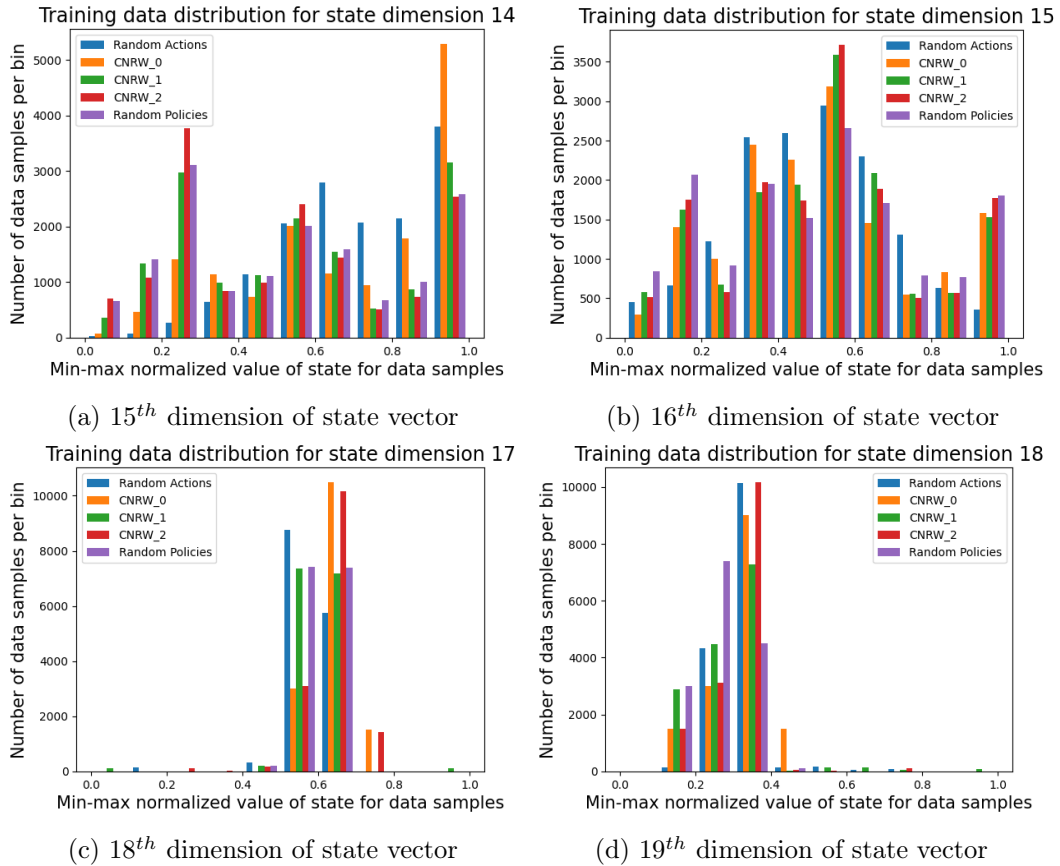 Training data distribution for state dimension 14
Number of data samples per bin
5000
4000
3000
2000
1000
0
Random Actions
CNRW_0
CNRW_1
CNRW_2
Random Policies
0.0 0.2 0.4 0.6 0.8 1.0
Min-max normalized value of state for data samples
(a) 15th dimension of state vector
Training data distribution for state dimension 15
Number of data samples per bin
3500
3000
2500
2000
1500
1000
500
0
Random Actions
CNRW_0
CNRW_1
CNRW_2
Random Policies
0.0 0.2 0.4 0.6 0.8 1.0
Min-max normalized value of state for data samples
(b) 16th dimension of state vector
Training data distribution for state dimension 17
Number of data samples per bin
10000
8000
6000
4000
2000
0
Random Actions
CNRW_0
CNRW_1
CNRW_2
Random Policies
0.0 0.2 0.4 0.6 0.8 1.0
Min-max normalized value of state for data samples
(c) 18th dimension of state vector
Training data distribution for state dimension 18
Number of data samples per bin
10000
8000
6000
4000
2000
0
Random Actions
CNRW_0
CNRW_1
CNRW_2
Random Policies
0.0 0.2 0.4 0.6 0.8 1.0
Min-max normalized value of state for data samples
(d) 19th dimension of state vector